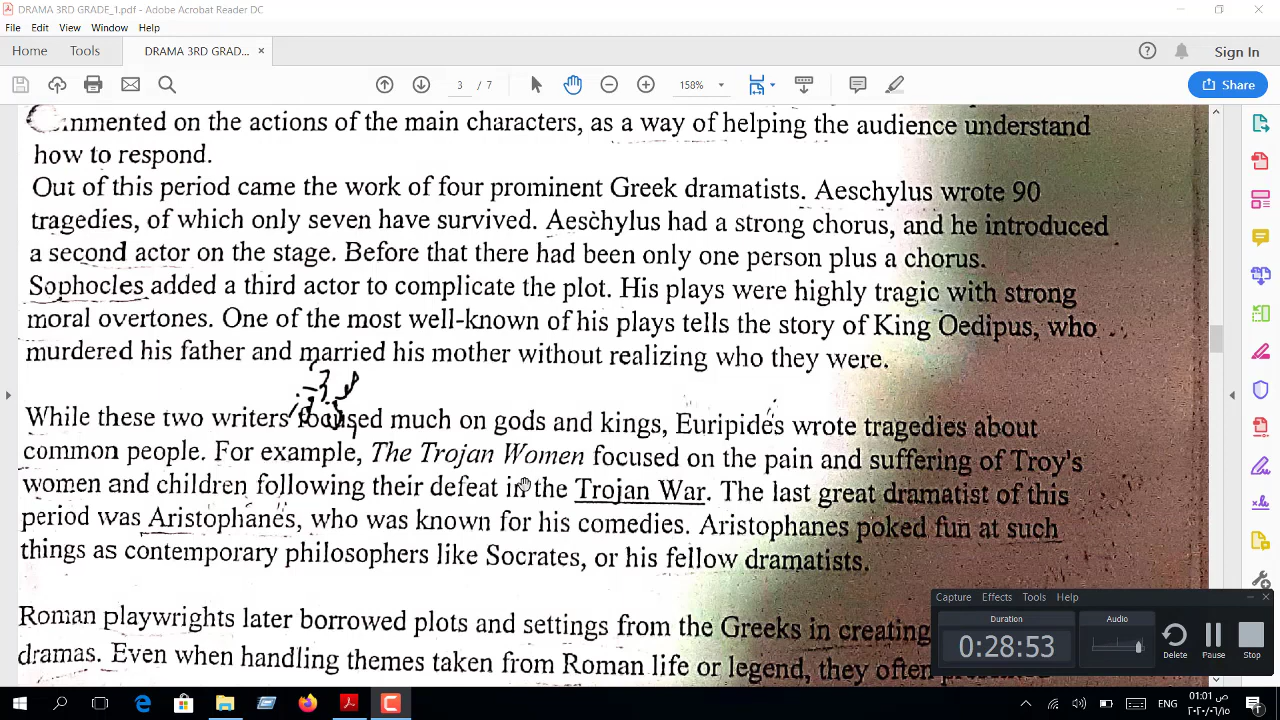 DRAMA 3RD GRADE_1.pdf - Adobe Acrobat Reader DC
File Edit View Window Help
Home Tools DRAMA 3RD GRAD... × Sign In
3 / 7 158% Share
mmented on the actions of the main characters, as a way of helping the audience understand
how to respond.
Out of this period came the work of four prominent Greek dramatists. Aeschylus wrote 90
tragedies, of which only seven have survived. Aeschylus had a strong chorus, and he introduced
a second actor on the stage. Before that there had been only one person plus a chorus.
Sophocles added a third actor to complicate the plot. His plays were highly tragic with strong
moral overtones. One of the most well-known of his plays tells the story of King Oedipus, who
murdered his father and married his mother without realizing who they were.
While these two writers focused much on gods and kings, Euripides wrote tragedies about
common people. For example, The Trojan Women focused on the pain and suffering of Troy's
women and children following their defeat in the Trojan War. The last great dramatist of this
period was Aristophanes, who was known for his comedies. Aristophanes poked fun at such
things as contemporary philosophers like Socrates, or his fellow dramatists.
Roman playwrights later borrowed plots and settings from the Greeks in creating
dramas. Even when handling themes taken from Roman life or legend, they often
Capture Effects Tools Help
Duration Audio
0:28:53
Delete Pause Stop
ENG
01:01 ص
٢٠٢٠/٦/١٥